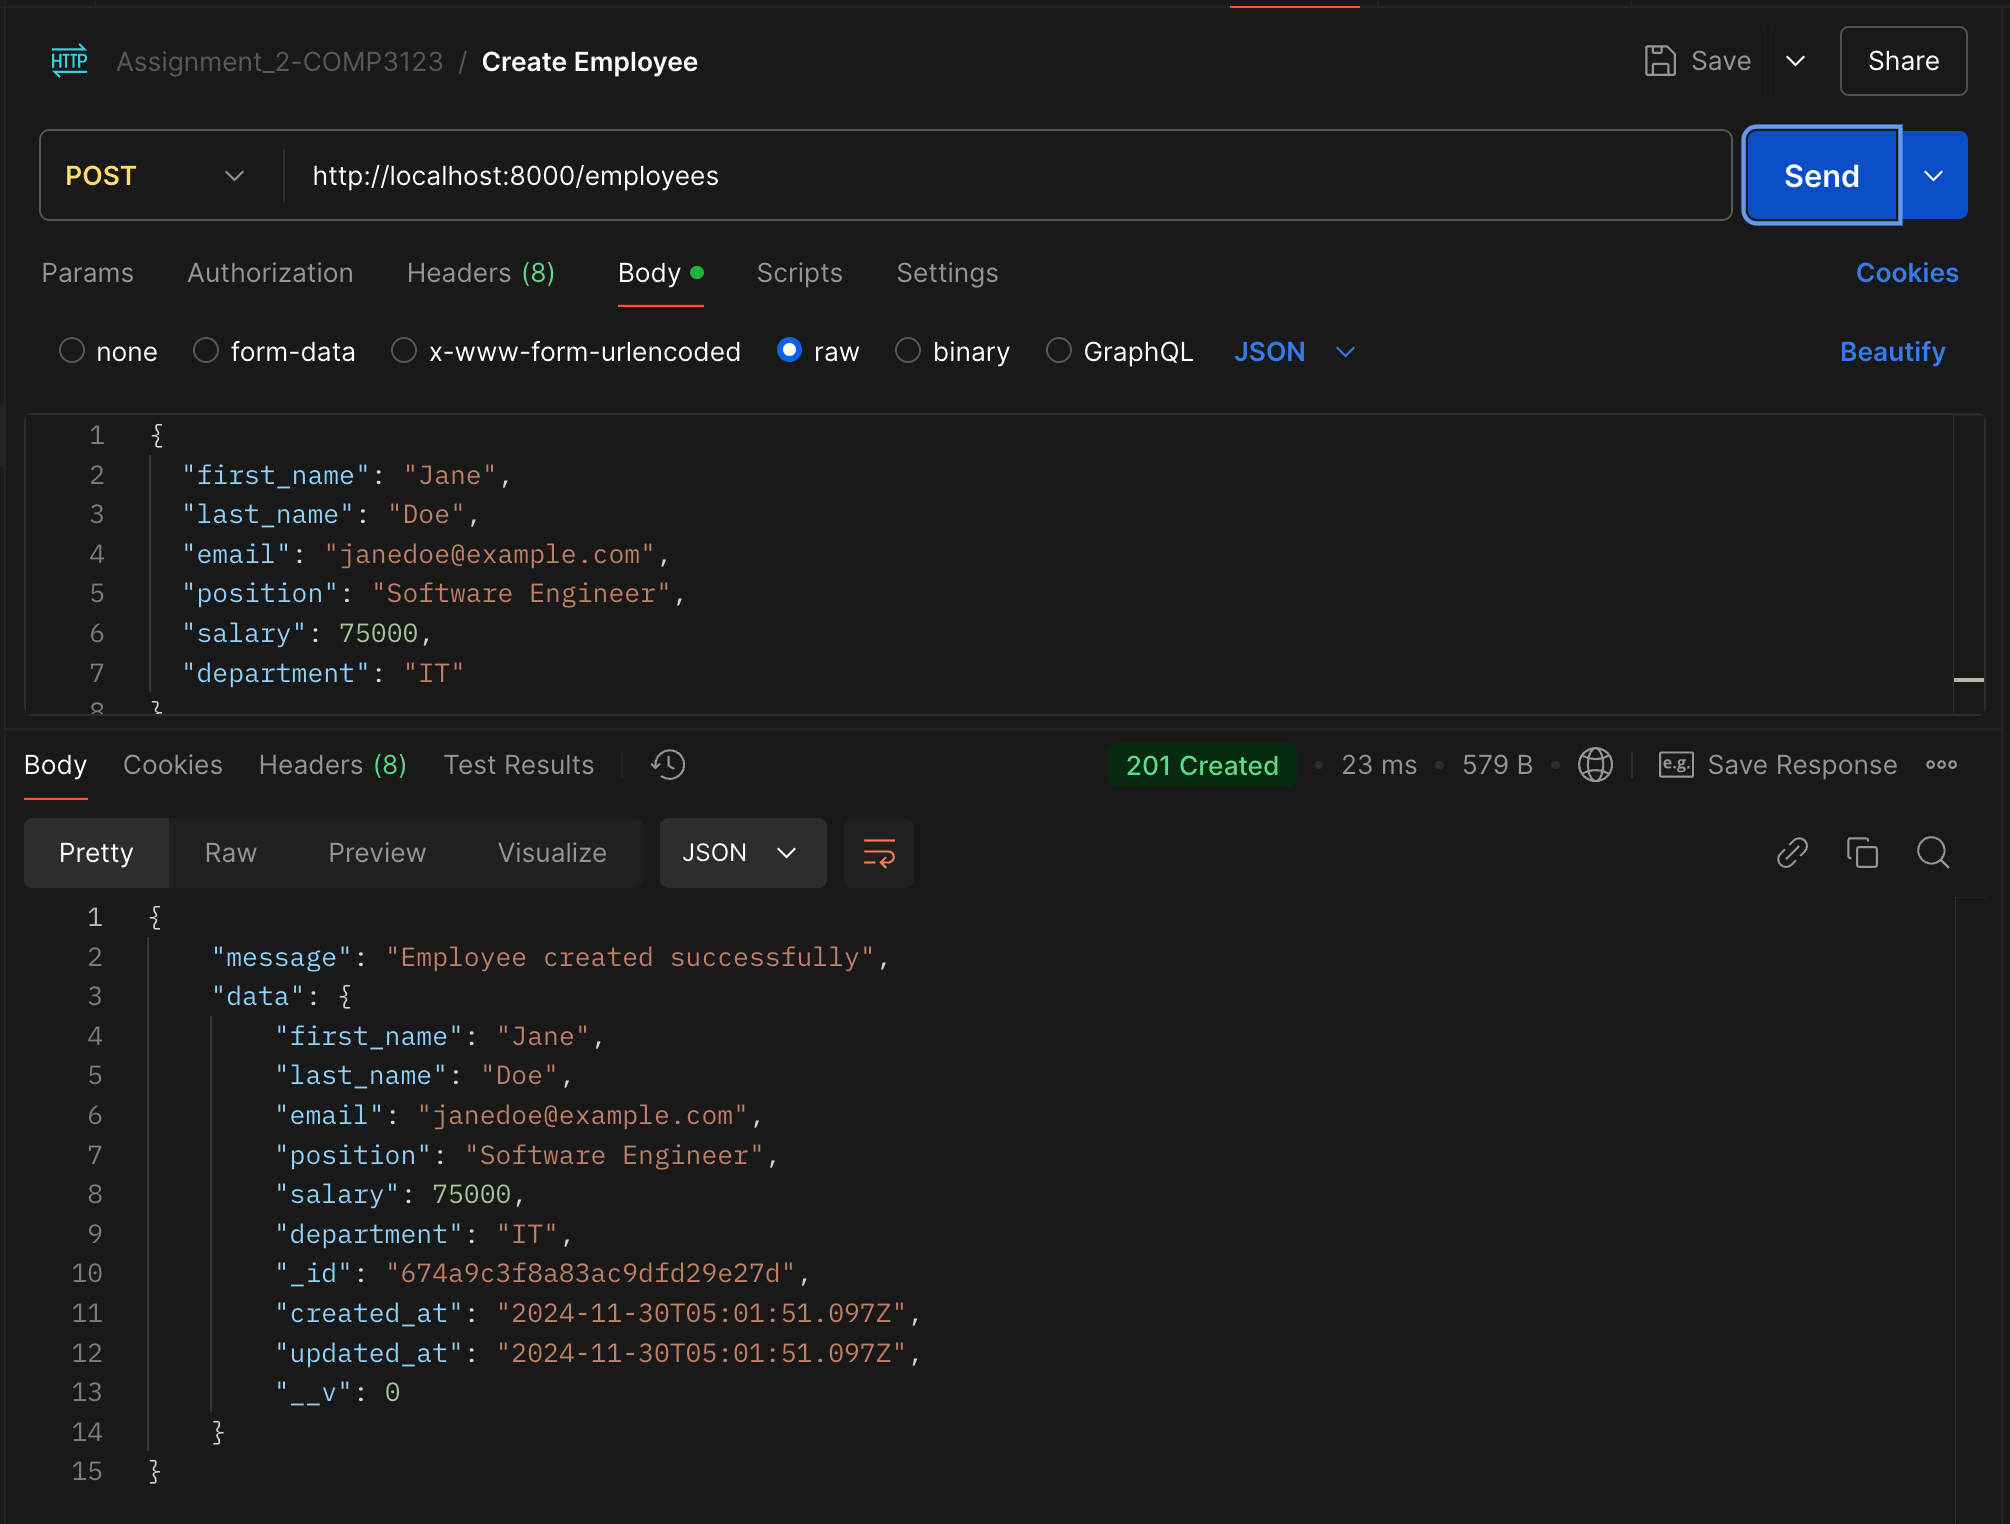 HTTP Assignment_2-COMP3123 / Create Employee Save Share
POST http://localhost:8000/employees Send
Params Authorization Headers (8) Body Scripts Settings Cookies
none form-data x-www-form-urlencoded raw binary GraphQL JSON Beautify
1 {
2 "first_name": "Jane",
3 "last_name": "Doe",
4 "email": "janedoe@example.com",
5 "position": "Software Engineer",
6 "salary": 75000,
7 "department": "IT"
8 }
Body Cookies Headers (8) Test Results 201 Created 23 ms 579 B e.g. Save Response
Pretty Raw Preview Visualize JSON
1 {
2 "message": "Employee created successfully",
3 "data": {
4 "first_name": "Jane",
5 "last_name": "Doe",
6 "email": "janedoe@example.com",
7 "position": "Software Engineer",
8 "salary": 75000,
9 "department": "IT",
10 "_id": "674a9c3f8a83ac9dfd29e27d",
11 "created_at": "2024-11-30T05:01:51.097Z",
12 "updated_at": "2024-11-30T05:01:51.097Z",
13 "__v": 0
14 }
15 }